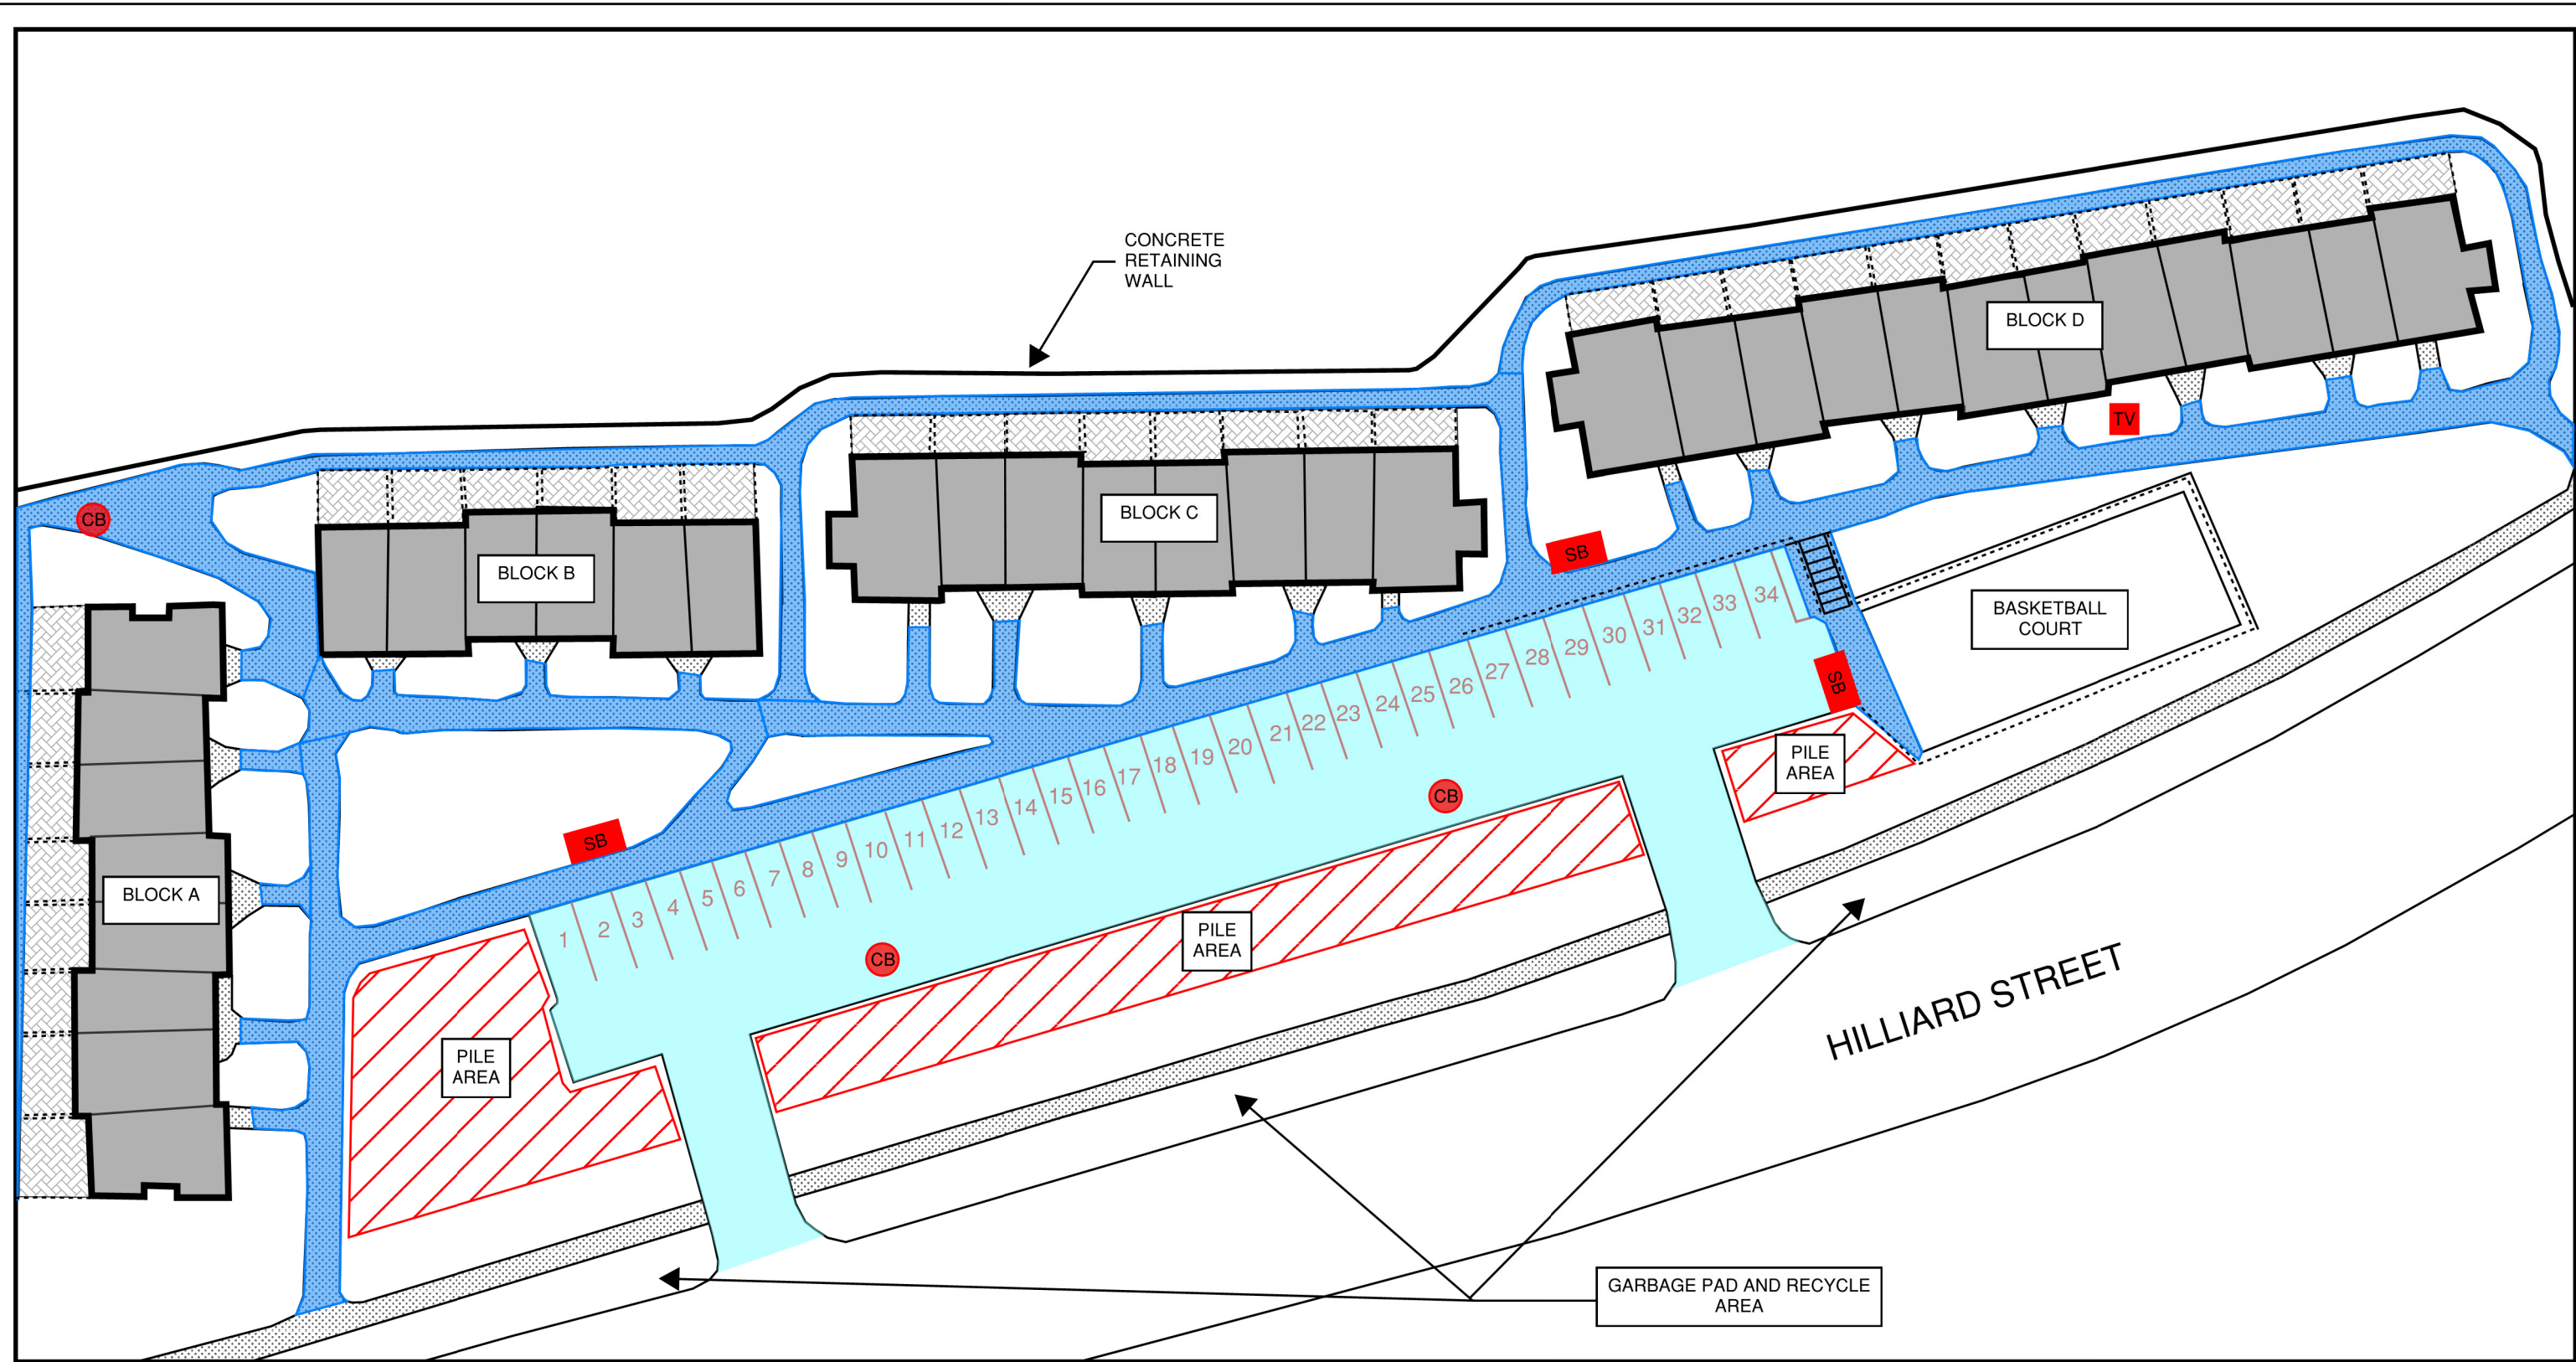 CONCRETE
RETAINING
WALL
BLOCK D
TV
BLOCK C
CB
BLOCK B
SB
SB
34
33
32
31
30
29
28
27
26
25
24
23
22
21
20
19
18
17
16
15
14
13
12
11
10
9
8
7
6
5
4
3
2
1
BASKETBALL
COURT
SB
PILE
AREA
CB
BLOCK A
PILE
AREA
CB
PILE
AREA
HILLIARD STREET
GARBAGE PAD AND RECYCLE
AREA